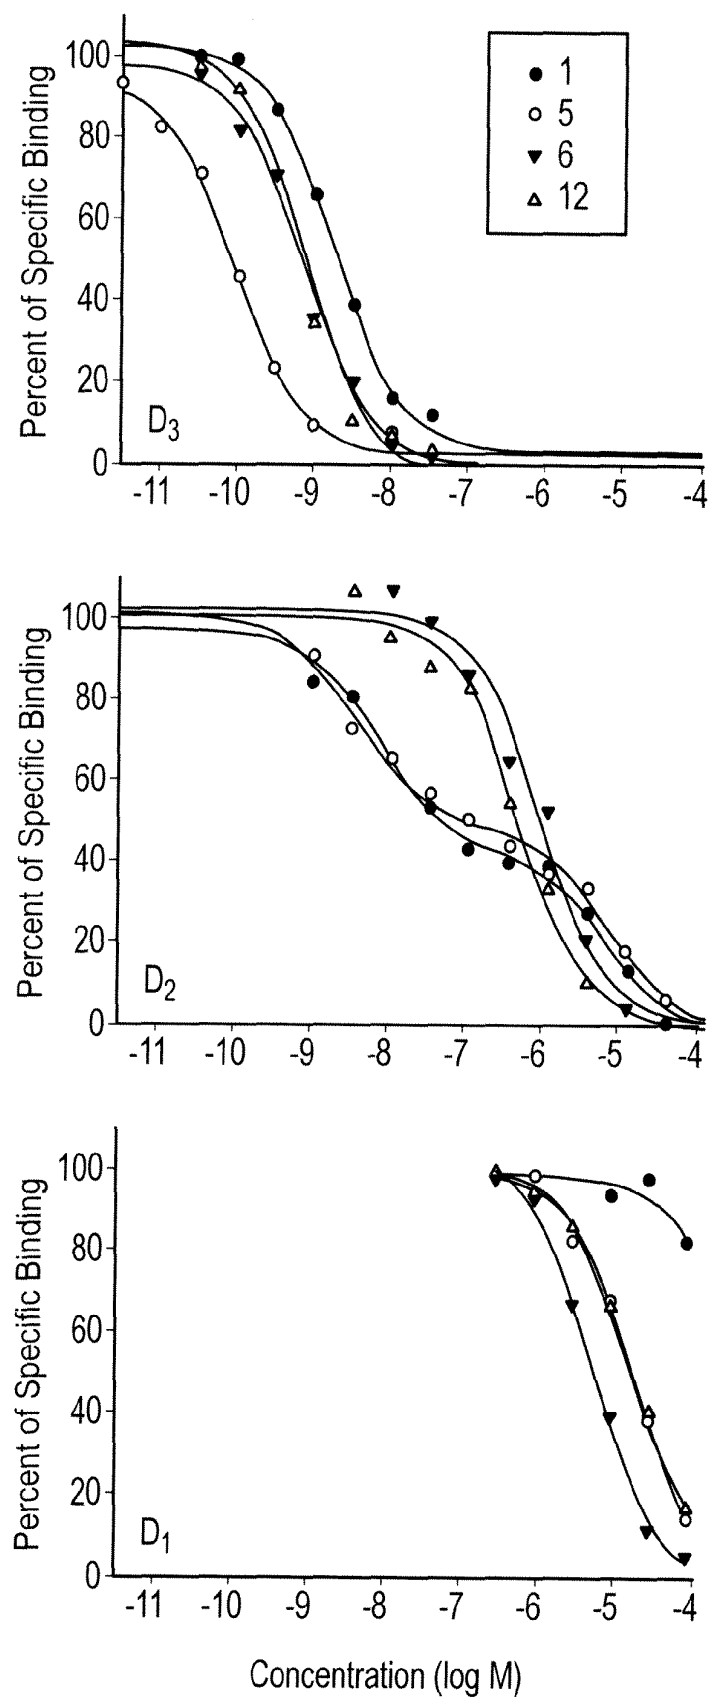 Percent of Specific Binding
100
80
60
40
20
0
D3
1
5
6
12
-11 -10 -9 -8 -7 -6 -5 -4
Percent of Specific Binding
100
80
60
40
20
0
D2
-11 -10 -9 -8 -7 -6 -5 -4
Percent of Specific Binding
100
80
60
40
20
0
D1
-11 -10 -9 -8 -7 -6 -5 -4
Concentration (log M)